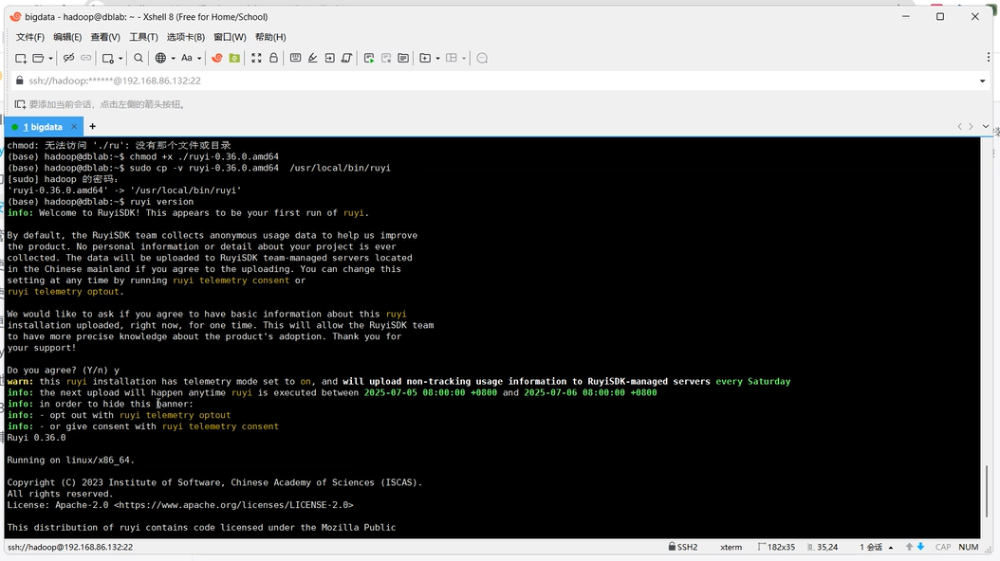 bigdata - hadoop@dblab: ~ - Xshell 8 (Free for Home/School)
文件(F) 编辑(E) 查看(V) 工具(T) 选项卡(B) 窗口(W) 帮助(H)
Aa
ssh://hadoop:******@192.168.86.132:22
要添加当前会话，点击左侧的箭头按钮。
1 bigdata × +
chmod: 无法访问 './ru': 没有那个文件或目录
(base) hadoop@dblab:~$ chmod +x ./ruyi-0.36.0.amd64
(base) hadoop@dblab:~$ sudo cp -v ruyi-0.36.0.amd64  /usr/local/bin/ruyi
[sudo] hadoop 的密码：
'ruyi-0.36.0.amd64' -> '/usr/local/bin/ruyi'
(base) hadoop@dblab:~$ ruyi version
info: Welcome to RuyiSDK! This appears to be your first run of ruyi.
By default, the RuyiSDK team collects anonymous usage data to help us improve
the product. No personal information or detail about your project is ever
collected. The data will be uploaded to RuyiSDK team-managed servers located
in the Chinese mainland if you agree to the uploading. You can change this
setting at any time by running ruyi telemetry consent or
ruyi telemetry optout.
We would like to ask if you agree to have basic information about this ruyi
installation uploaded, right now, for one time. This will allow the RuyiSDK team
to have more precise knowledge about the product's adoption. Thank you for
your support!
Do you agree? (Y/n) y
warn: this ruyi installation has telemetry mode set to on, and will upload non-tracking usage information to RuyiSDK-managed servers every Saturday
info: the next upload will happen anytime ruyi is executed between 2025-07-05 08:00:00 +0800 and 2025-07-06 08:00:00 +0800
info: in order to hide this banner:
info: - opt out with ruyi telemetry optout
info: - or give consent with ruyi telemetry consent
Ruyi 0.36.0
Running on linux/x86_64.
Copyright (C) 2023 Institute of Software, Chinese Academy of Sciences (ISCAS).
All rights reserved.
License: Apache-2.0 <https://www.apache.org/licenses/LICENSE-2.0>
This distribution of ruyi contains code licensed under the Mozilla Public
ssh://hadoop@192.168.86.132:22 SSH2 xterm 182x35 35,24 1 会话 CAP NUM